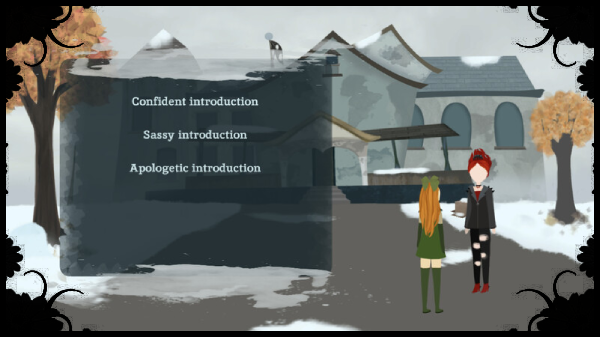 Confident introduction
Sassy introduction
Apologetic introduction